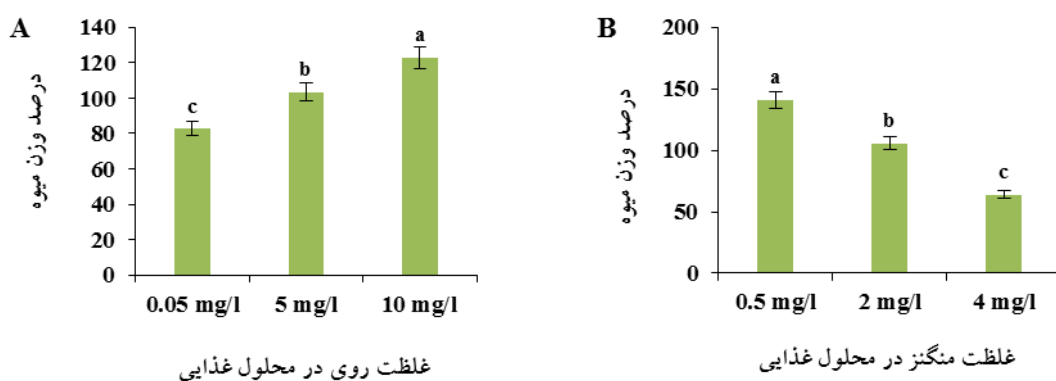 A
درصد وزن میوه
140
120
100
80
60
40
20
0
c
b
a
0.05 mg/l
5 mg/l
10 mg/l
غلظت روی در محلول غذایی
B
درصد وزن میوه
200
150
100
50
0
a
b
c
0.5 mg/l
2 mg/l
4 mg/l
غلظت منگنز در محلول غذایی